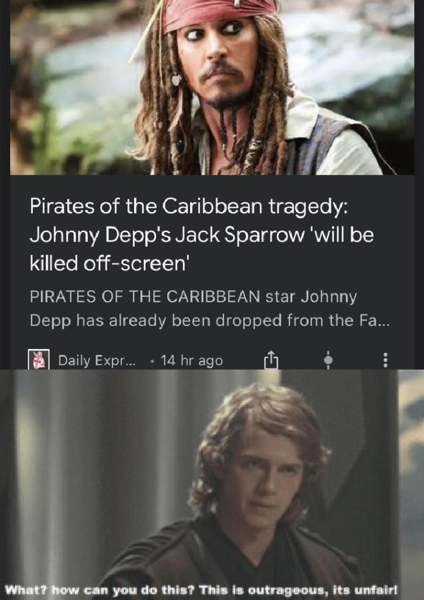 Pirates of the Caribbean tragedy:
Johnny Depp's Jack Sparrow 'will be
killed off-screen'
PIRATES OF THE CARIBBEAN star Johnny
Depp has already been dropped from the Fa...
Daily Expr... • 14 hr ago
What? how can you do this? This is outrageous, its unfair!